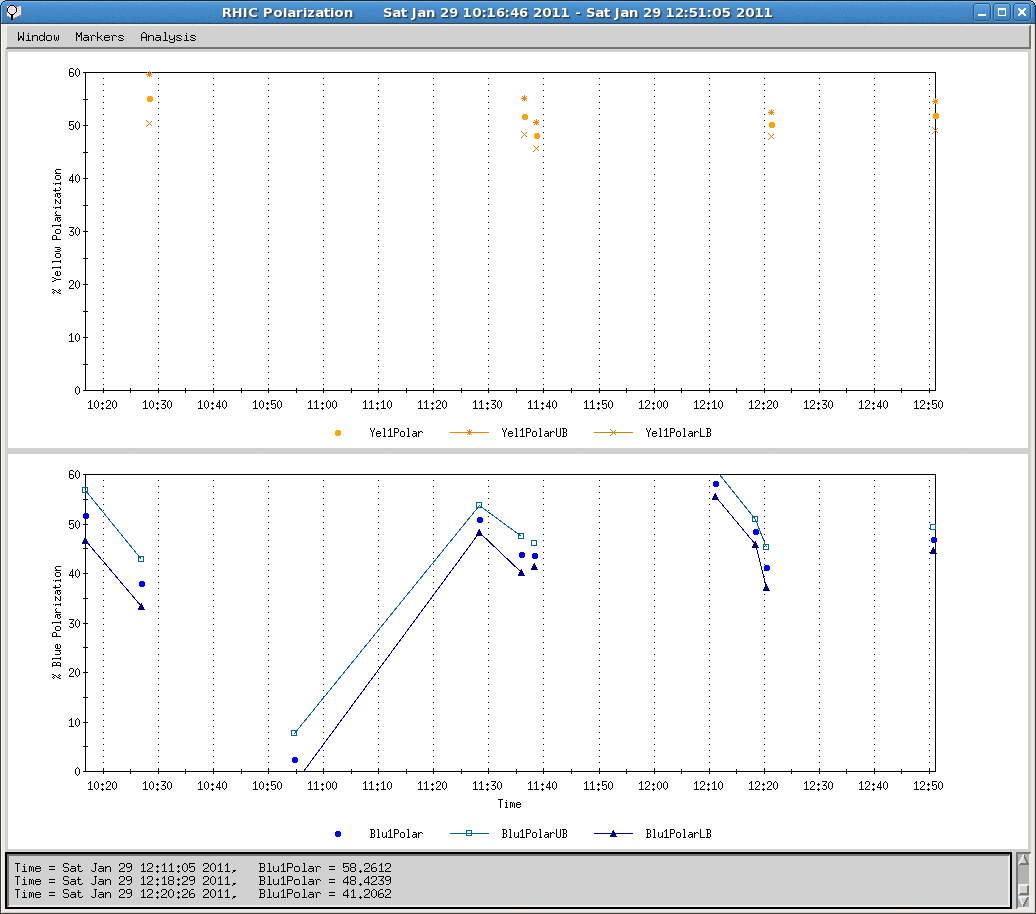 RHIC Polarization Sat Jan 29 10:16:46 2011 - Sat Jan 29 12:51:05 2011
Window Markers Analysis
60
50
40
30
20
10
0
% Yellow Polarization
10:20 10:30 10:40 10:50 11:00 11:10 11:20 11:30 11:40 11:50 12:00 12:10 12:20 12:30 12:40 12:50
Yel1Polar Yel1PolarUB Yel1PolarLB
60
50
40
30
20
10
0
% Blue Polarization
10:20 10:30 10:40 10:50 11:00 11:10 11:20 11:30 11:40 11:50 12:00 12:10 12:20 12:30 12:40 12:50
Time
Blu1Polar Blu1PolarUB Blu1PolarLB
Time = Sat Jan 29 12:11:05 2011, Blu1Polar = 58.2612
Time = Sat Jan 29 12:18:29 2011, Blu1Polar = 48.4239
Time = Sat Jan 29 12:20:26 2011, Blu1Polar = 41.2062